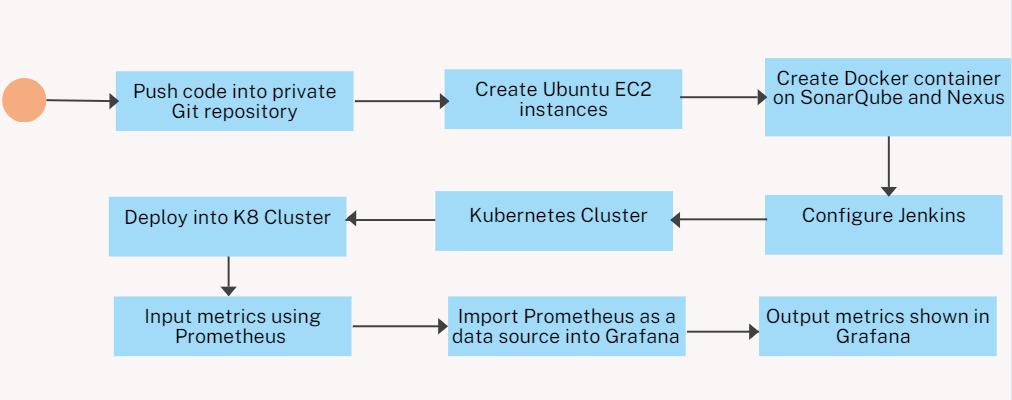 Push code into private
Git repository
Create Ubuntu EC2
instances
Create Docker container
on SonarQube and Nexus
Configure Jenkins
Kubernetes Cluster
Deploy into K8 Cluster
Input metrics using
Prometheus
Import Prometheus as a
data source into Grafana
Output metrics shown in
Grafana